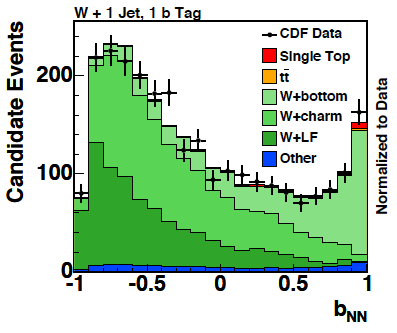 W + 1 Jet, 1 b Tag
Candidate Events
200
100
0
CDF Data
Single Top
tt̄
W+bottom
W+charm
W+LF
Other
Normalized to Data
-1
-0.5
0
0.5
1
bNN